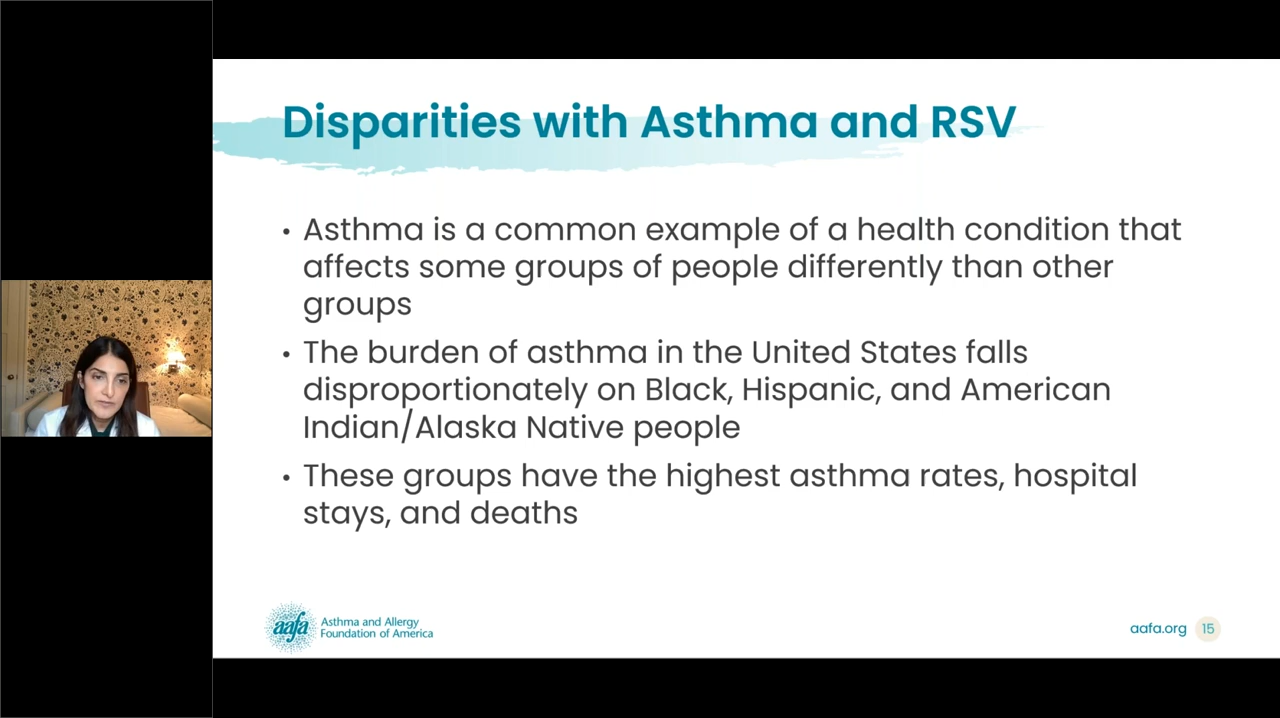 Disparities with Asthma and RSV
• Asthma is a common example of a health condition that
affects some groups of people differently than other
groups
• The burden of asthma in the United States falls
disproportionately on Black, Hispanic, and American
Indian/Alaska Native people
• These groups have the highest asthma rates, hospital
stays, and deaths
aafa
Asthma and Allergy
Foundation of America
aafa.org 15